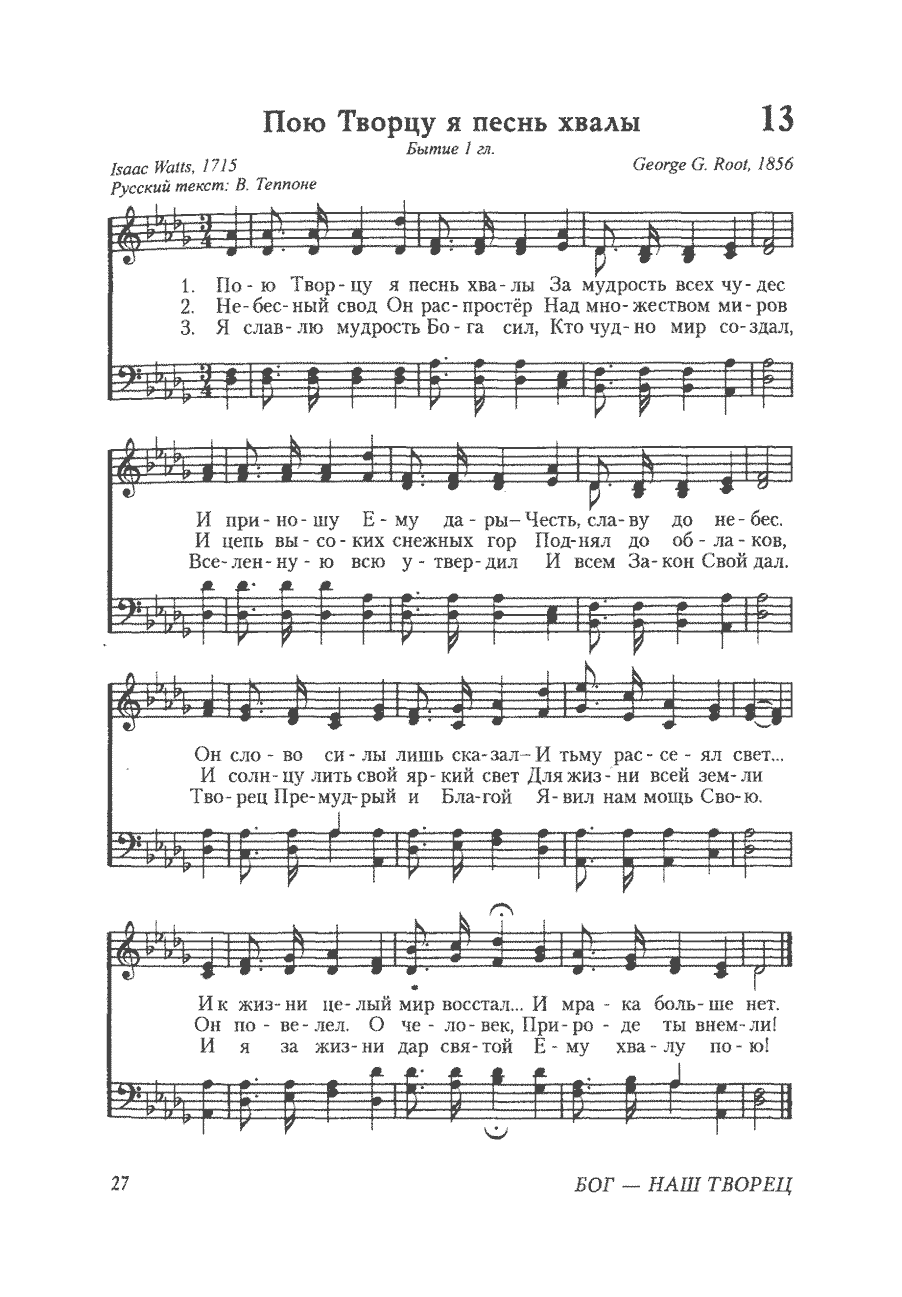 Пою Творцу я песнь хвалы 13
Бытие 1 гл.
Isaac Watts, 1715 George G. Root, 1856
Русский текст: В. Теппоне
1. По - ю Твор - цу я песнь хва - лы За мудрость всех чу - дес
2. Не - бес - ный свод Он рас - простёр Над мно - жеством ми - ров
3. Я слав - лю мудрость Бо - га сил, Кто чуд - но мир со - здал,
И при - но - шу Е - му да - ры– Честь, сла - ву до не - бес.
И цепь вы - со - ких снежных гор Под - нял до об - ла - ков,
Все - лен - ну - ю всю у - твер - дил И всем За - кон Свой дал.
Он сло - во си - лы лишь ска - зал– И тьму рас - се - ял свет...
И солн - цу лить свой яр - кий свет Для жиз - ни всей зем - ли
Тво - рец Пре - муд - рый и Бла - гой Я - вил нам мощь Сво - ю.
И к жиз - ни це - лый мир восстал... И мра - ка боль - ше нет.
Он по - ве - лел. О че - ло - век, При - ро - де ты внем - ли!
И я за жиз - ни дар свя - той Е - му хва - лу по - ю!
27 БОГ — НАШ ТВОРЕЦ